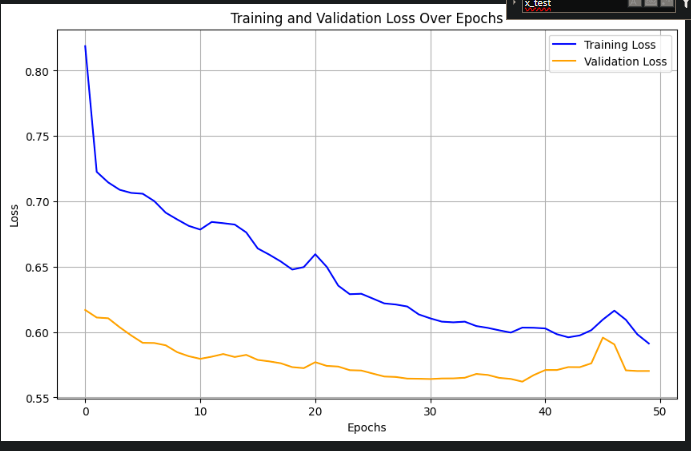 x_test
Training and Validation Loss Over Epochs
Training Loss
Validation Loss
0.80
0.75
0.70
0.65
0.60
0.55
Loss
0 10 20 30 40 50
Epochs